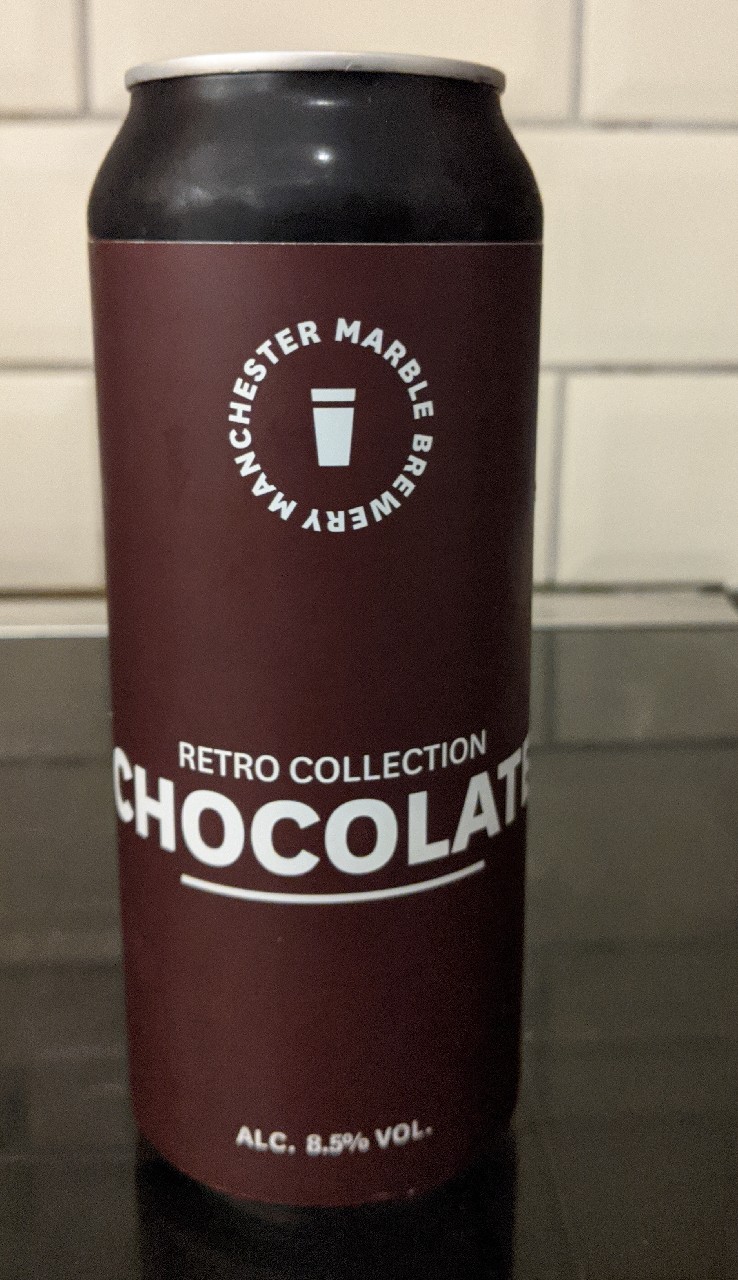 MANCHESTER MARBLE BREWERY
RETRO COLLECTION
CHOCOLATE
ALC. 8.5% VOL.